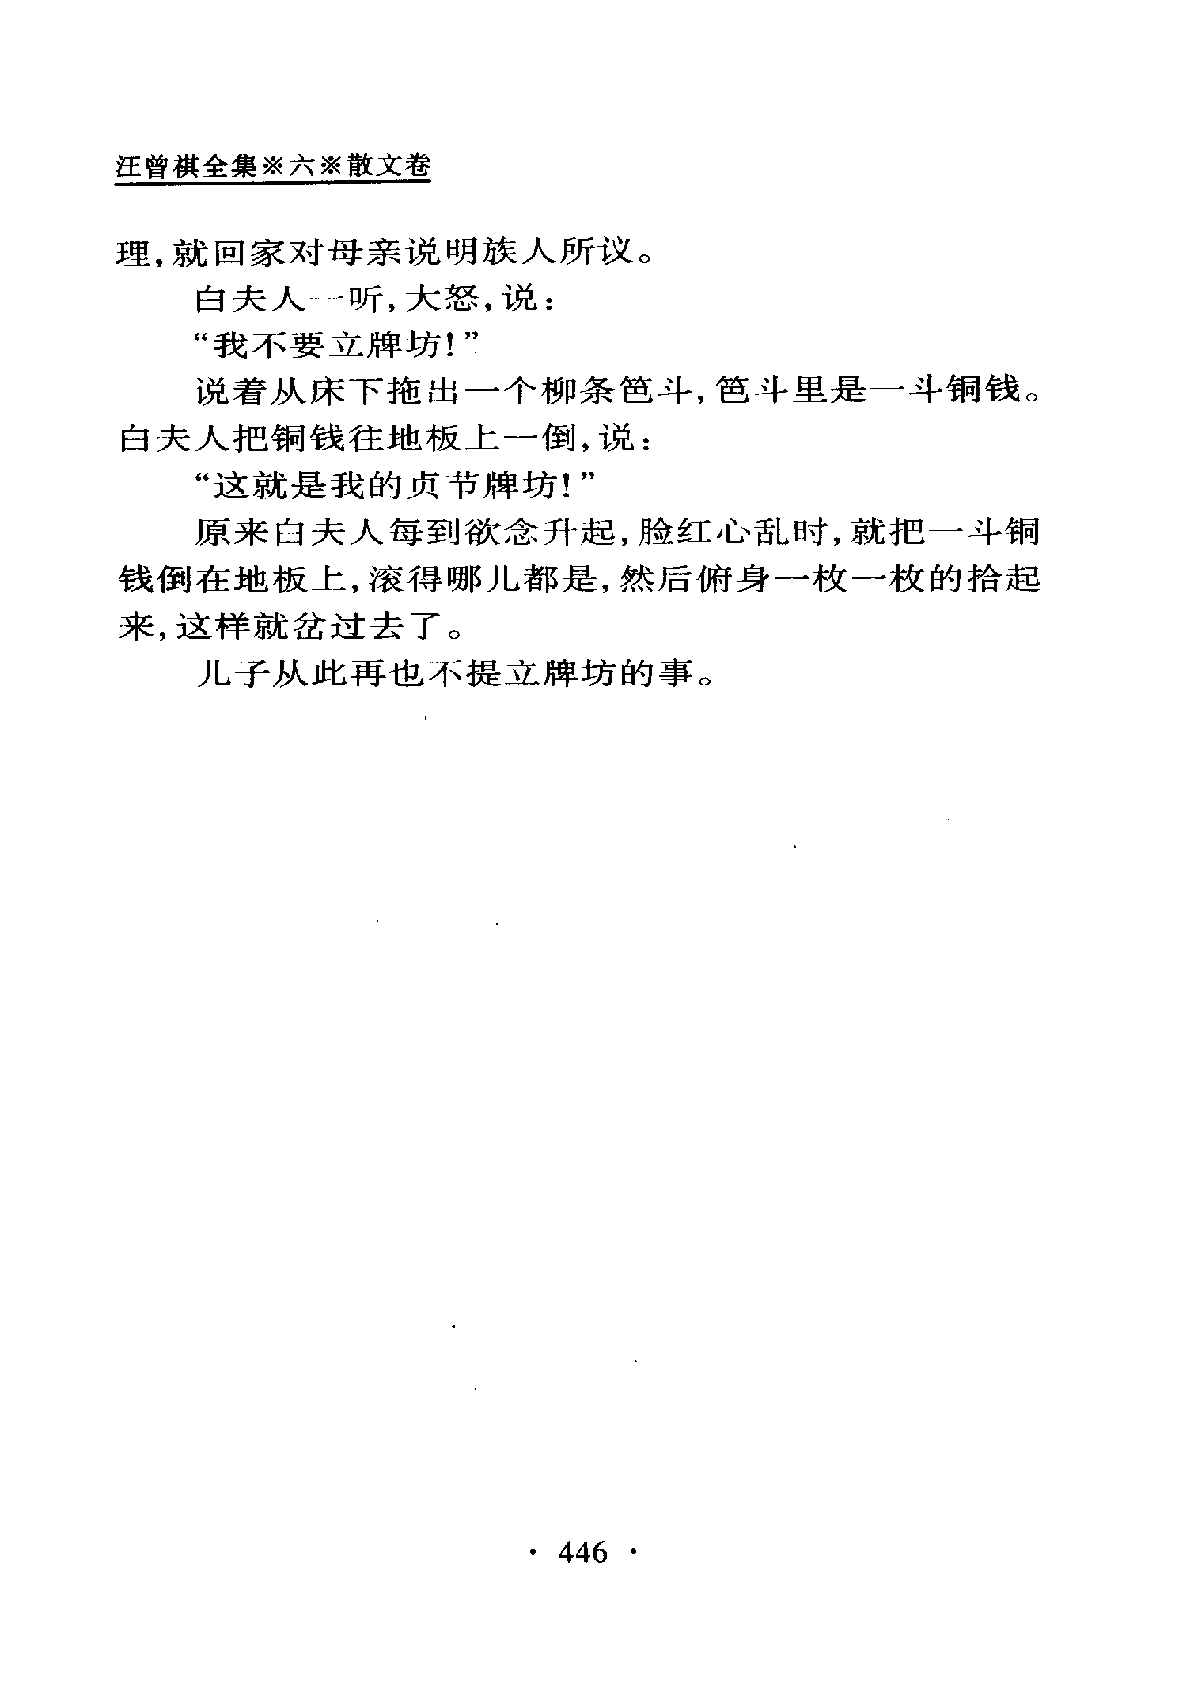 汪曾祺全集※六※散文卷
理,就回家对母亲说明族人所议。
白夫人一听,大怒,说:
“我不要立牌坊!”
说着从床下拖出一个柳条笆斗,笆斗里是一斗铜钱。
白夫人把铜钱往地板上一倒,说:
“这就是我的贞节牌坊!”
原来白夫人每到欲念升起,脸红心乱时,就把一斗铜
钱倒在地板上,滚得哪儿都是,然后俯身一枚一枚的拾起
来,这样就岔过去了。
儿子从此再也不提立牌坊的事。
· 446 ·